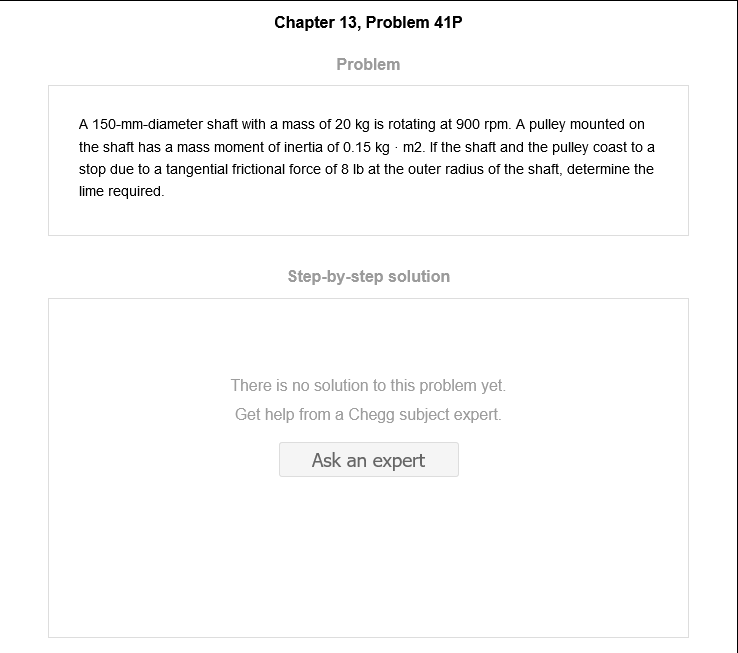 Chapter 13, Problem 41P
Problem
A 150-mm-diameter shaft with a mass of 20 kg is rotating at 900 rpm. A pulley mounted on
the shaft has a mass moment of inertia of 0.15 kg · m2. If the shaft and the pulley coast to a
stop due to a tangential frictional force of 8 lb at the outer radius of the shaft, determine the
lime required.
Step-by-step solution
There is no solution to this problem yet.
Get help from a Chegg subject expert.
Ask an expert